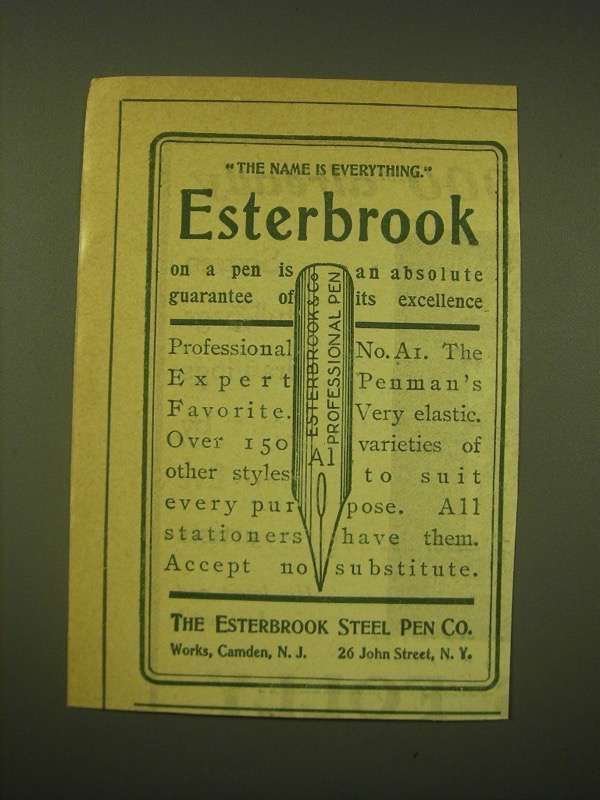 "THE NAME IS EVERYTHING."
Esterbrook
on a pen is an absolute
guarantee of its excellence
ESTERBROOK & Co
PROFESSIONAL PEN
A1
Professional No. A1. The
Expert Penman's
Favorite. Very elastic.
Over 150 varieties of
other styles to suit
every purpose. All
stationers have them.
Accept no substitute.
THE ESTERBROOK STEEL PEN CO.
Works, Camden, N. J. 26 John Street, N. Y.